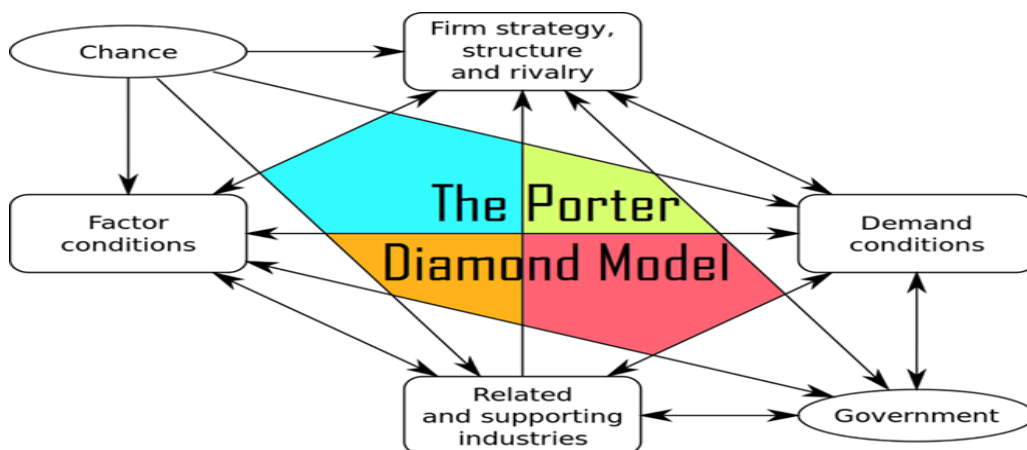 Chance
Firm strategy,
structure
and rivalry
Factor
conditions
The Porter
Diamond Model
Demand
conditions
Related
and supporting
industries
Government